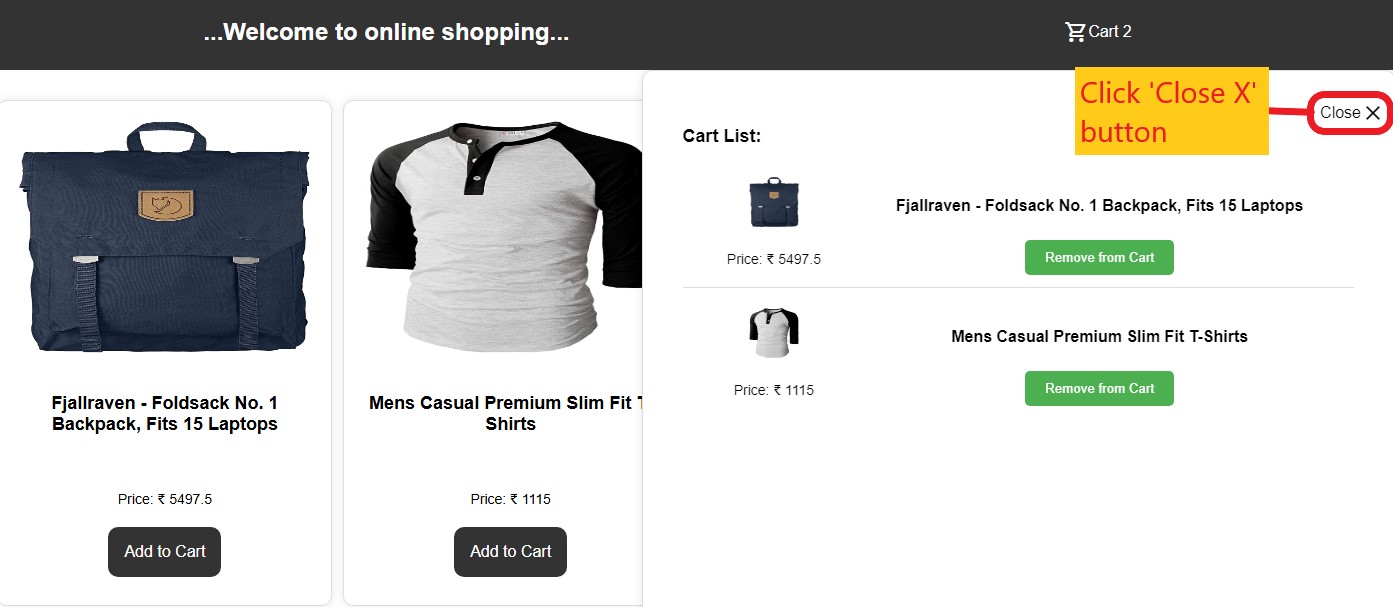 ...Welcome to online shopping...
Cart 2
Click 'Close X'
button
Close X
Cart List:
Fjallraven - Foldsack No. 1 Backpack, Fits 15 Laptops
Price: ₹ 5497.5
Remove from Cart
Mens Casual Premium Slim Fit T-Shirts
Price: ₹ 1115
Remove from Cart
Fjallraven - Foldsack No. 1
Backpack, Fits 15 Laptops
Price: ₹ 5497.5
Add to Cart
Mens Casual Premium Slim Fit
Shirts
Price: ₹ 1115
Add to Cart